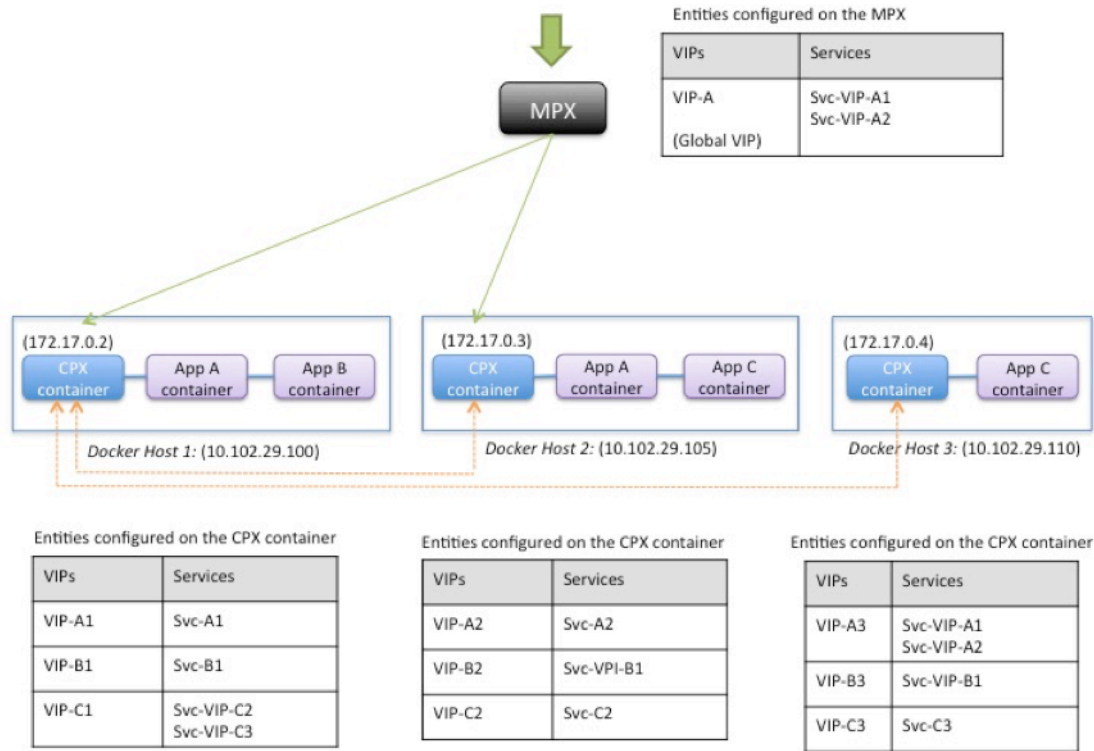 Entities configured on the MPX
VIPs Services
VIP-A Svc-VIP-A1
Svc-VIP-A2
(Global VIP)
MPX
(172.17.0.2)
CPX container
App A container
App B container
Docker Host 1: (10.102.29.100)
(172.17.0.3)
CPX container
App A container
App C container
Docker Host 2: (10.102.29.105)
(172.17.0.4)
CPX container
App C container
Docker Host 3: (10.102.29.110)
Entities configured on the CPX container
VIPs Services
VIP-A1 Svc-A1
VIP-B1 Svc-B1
VIP-C1 Svc-VIP-C2
Svc-VIP-C3
Entities configured on the CPX container
VIPs Services
VIP-A2 Svc-A2
VIP-B2 Svc-VPI-B1
VIP-C2 Svc-C2
Entities configured on the CPX container
VIPs Services
VIP-A3 Svc-VIP-A1
Svc-VIP-A2
VIP-B3 Svc-VIP-B1
VIP-C3 Svc-C3